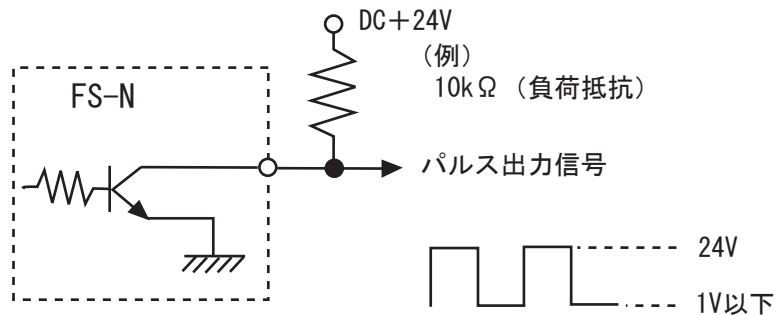 DC＋24V
（例）
10kΩ （負荷抵抗）
FS-N
パルス出力信号
24V
1V以下